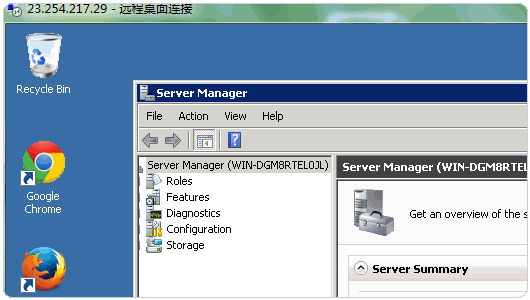 23.254.217.29 - 远程桌面连接
Recycle Bin
Google
Chrome
Server Manager
File Action View Help
Server Manager (WIN-DGM8RTEL0JL)
Roles
Features
Diagnostics
Configuration
Storage
Server Manager (WIN-DGM8RTEL
Get an overview of the s
Server Summary